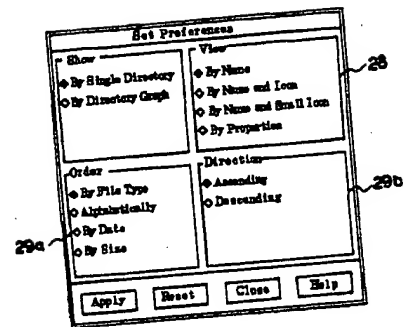 Set Preferences
Show
By Single Directory
By Directory Graph
View
By Name
By Name and Icon
By Name and Small Icon
By Properties
28
Order
By File Type
Alphabetically
By Date
By Size
29a
Direction
Ascending
Descending
29b
Apply
Reset
Close
Help